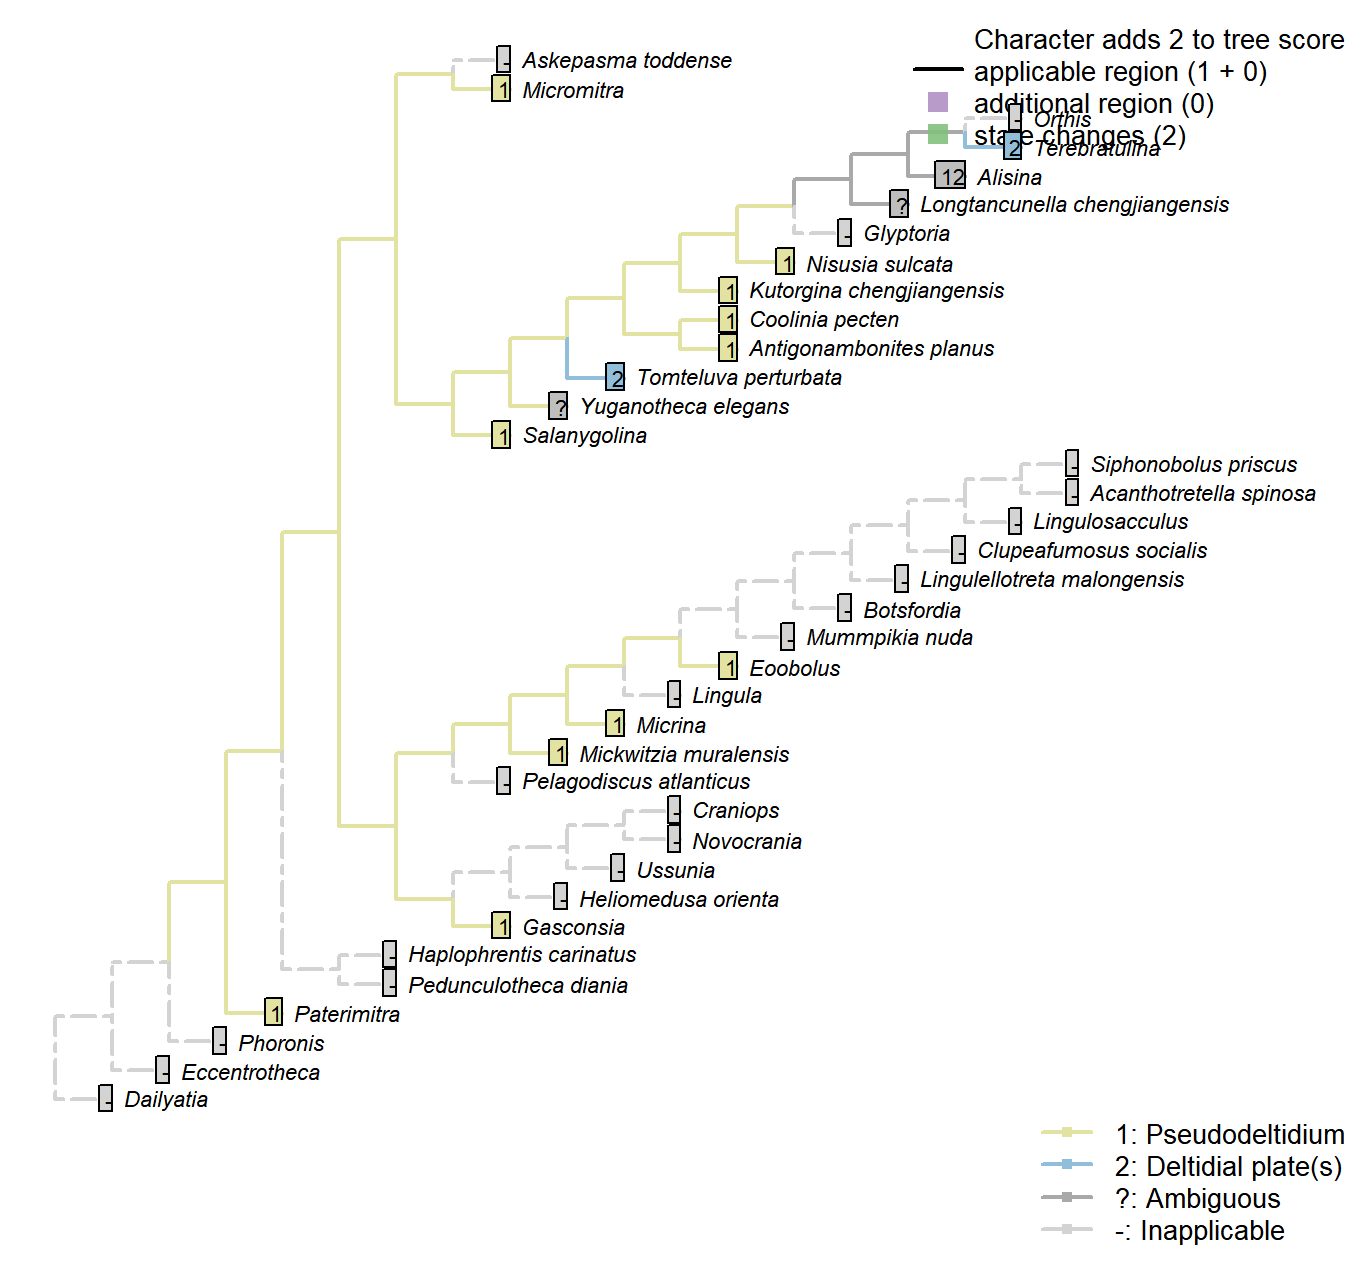 Character adds 2 to tree score
applicable region (1 + 0)
additional region (0)
state changes (2)
- Askepasma toddense
1 Micromitra
- Orthis
2 Terebratulina
12 Alisina
? Longtancunella chengjiangensis
- Glyptoria
1 Nisusia sulcata
1 Kutorgina chengjiangensis
1 Coolinia pecten
1 Antigonambonites planus
2 Tomteluva perturbata
? Yuganotheca elegans
1 Salanygolina
- Siphonobolus priscus
- Acanthotretella spinosa
- Lingulosacculus
- Clupeafumosus socialis
- Lingulellotreta malongensis
- Botsfordia
- Mummpikia nuda
1 Eoobolus
- Lingula
1 Micrina
1 Mickwitzia muralensis
- Pelagodiscus atlanticus
- Craniops
- Novocrania
- Ussunia
- Heliomedusa orienta
1 Gasconsia
- Haplophrentis carinatus
- Pedunculotheca diania
1 Paterimitra
- Phoronis
- Eccentrotheca
- Dailyatia
1: Pseudodeltidium
2: Deltidial plate(s)
?: Ambiguous
-: Inapplicable